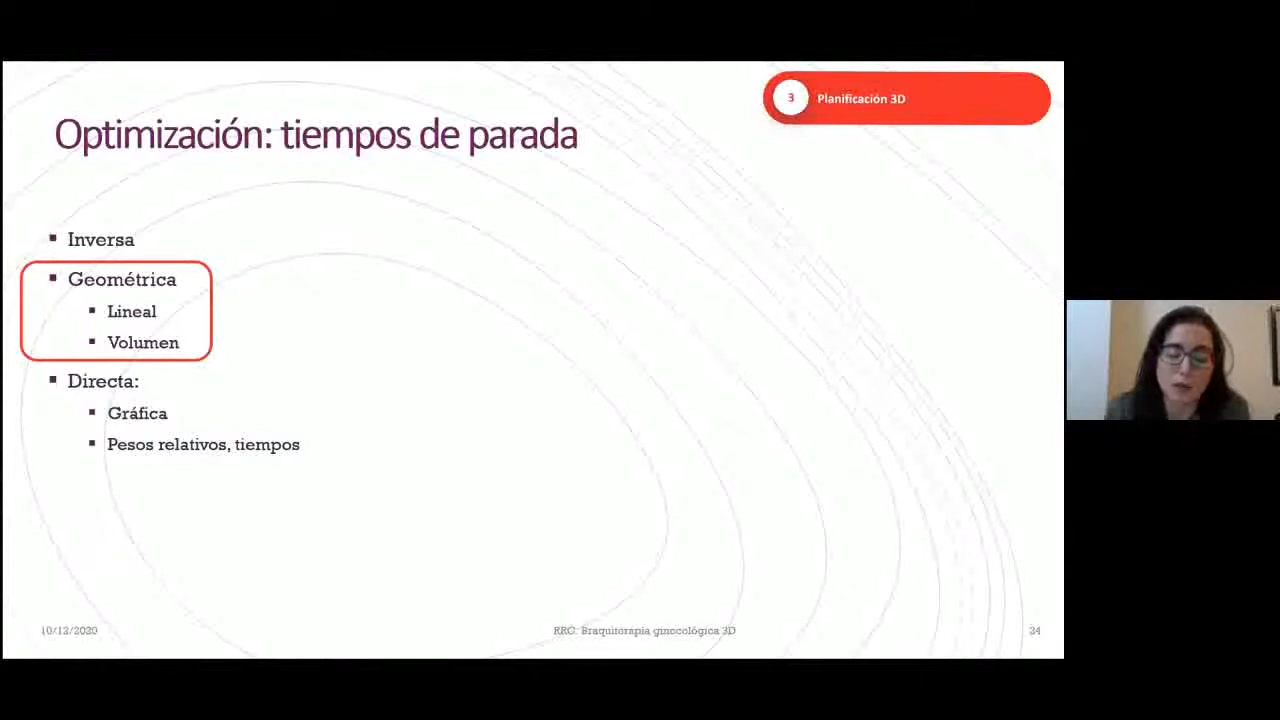 3 Planificación 3D
Optimización: tiempos de parada
Inversa
Geométrica
Lineal
Volumen
Directa:
Gráfica
Pesos relativos, tiempos
10/12/2020
RRC. Braquiterapia ginecológica 3D
24